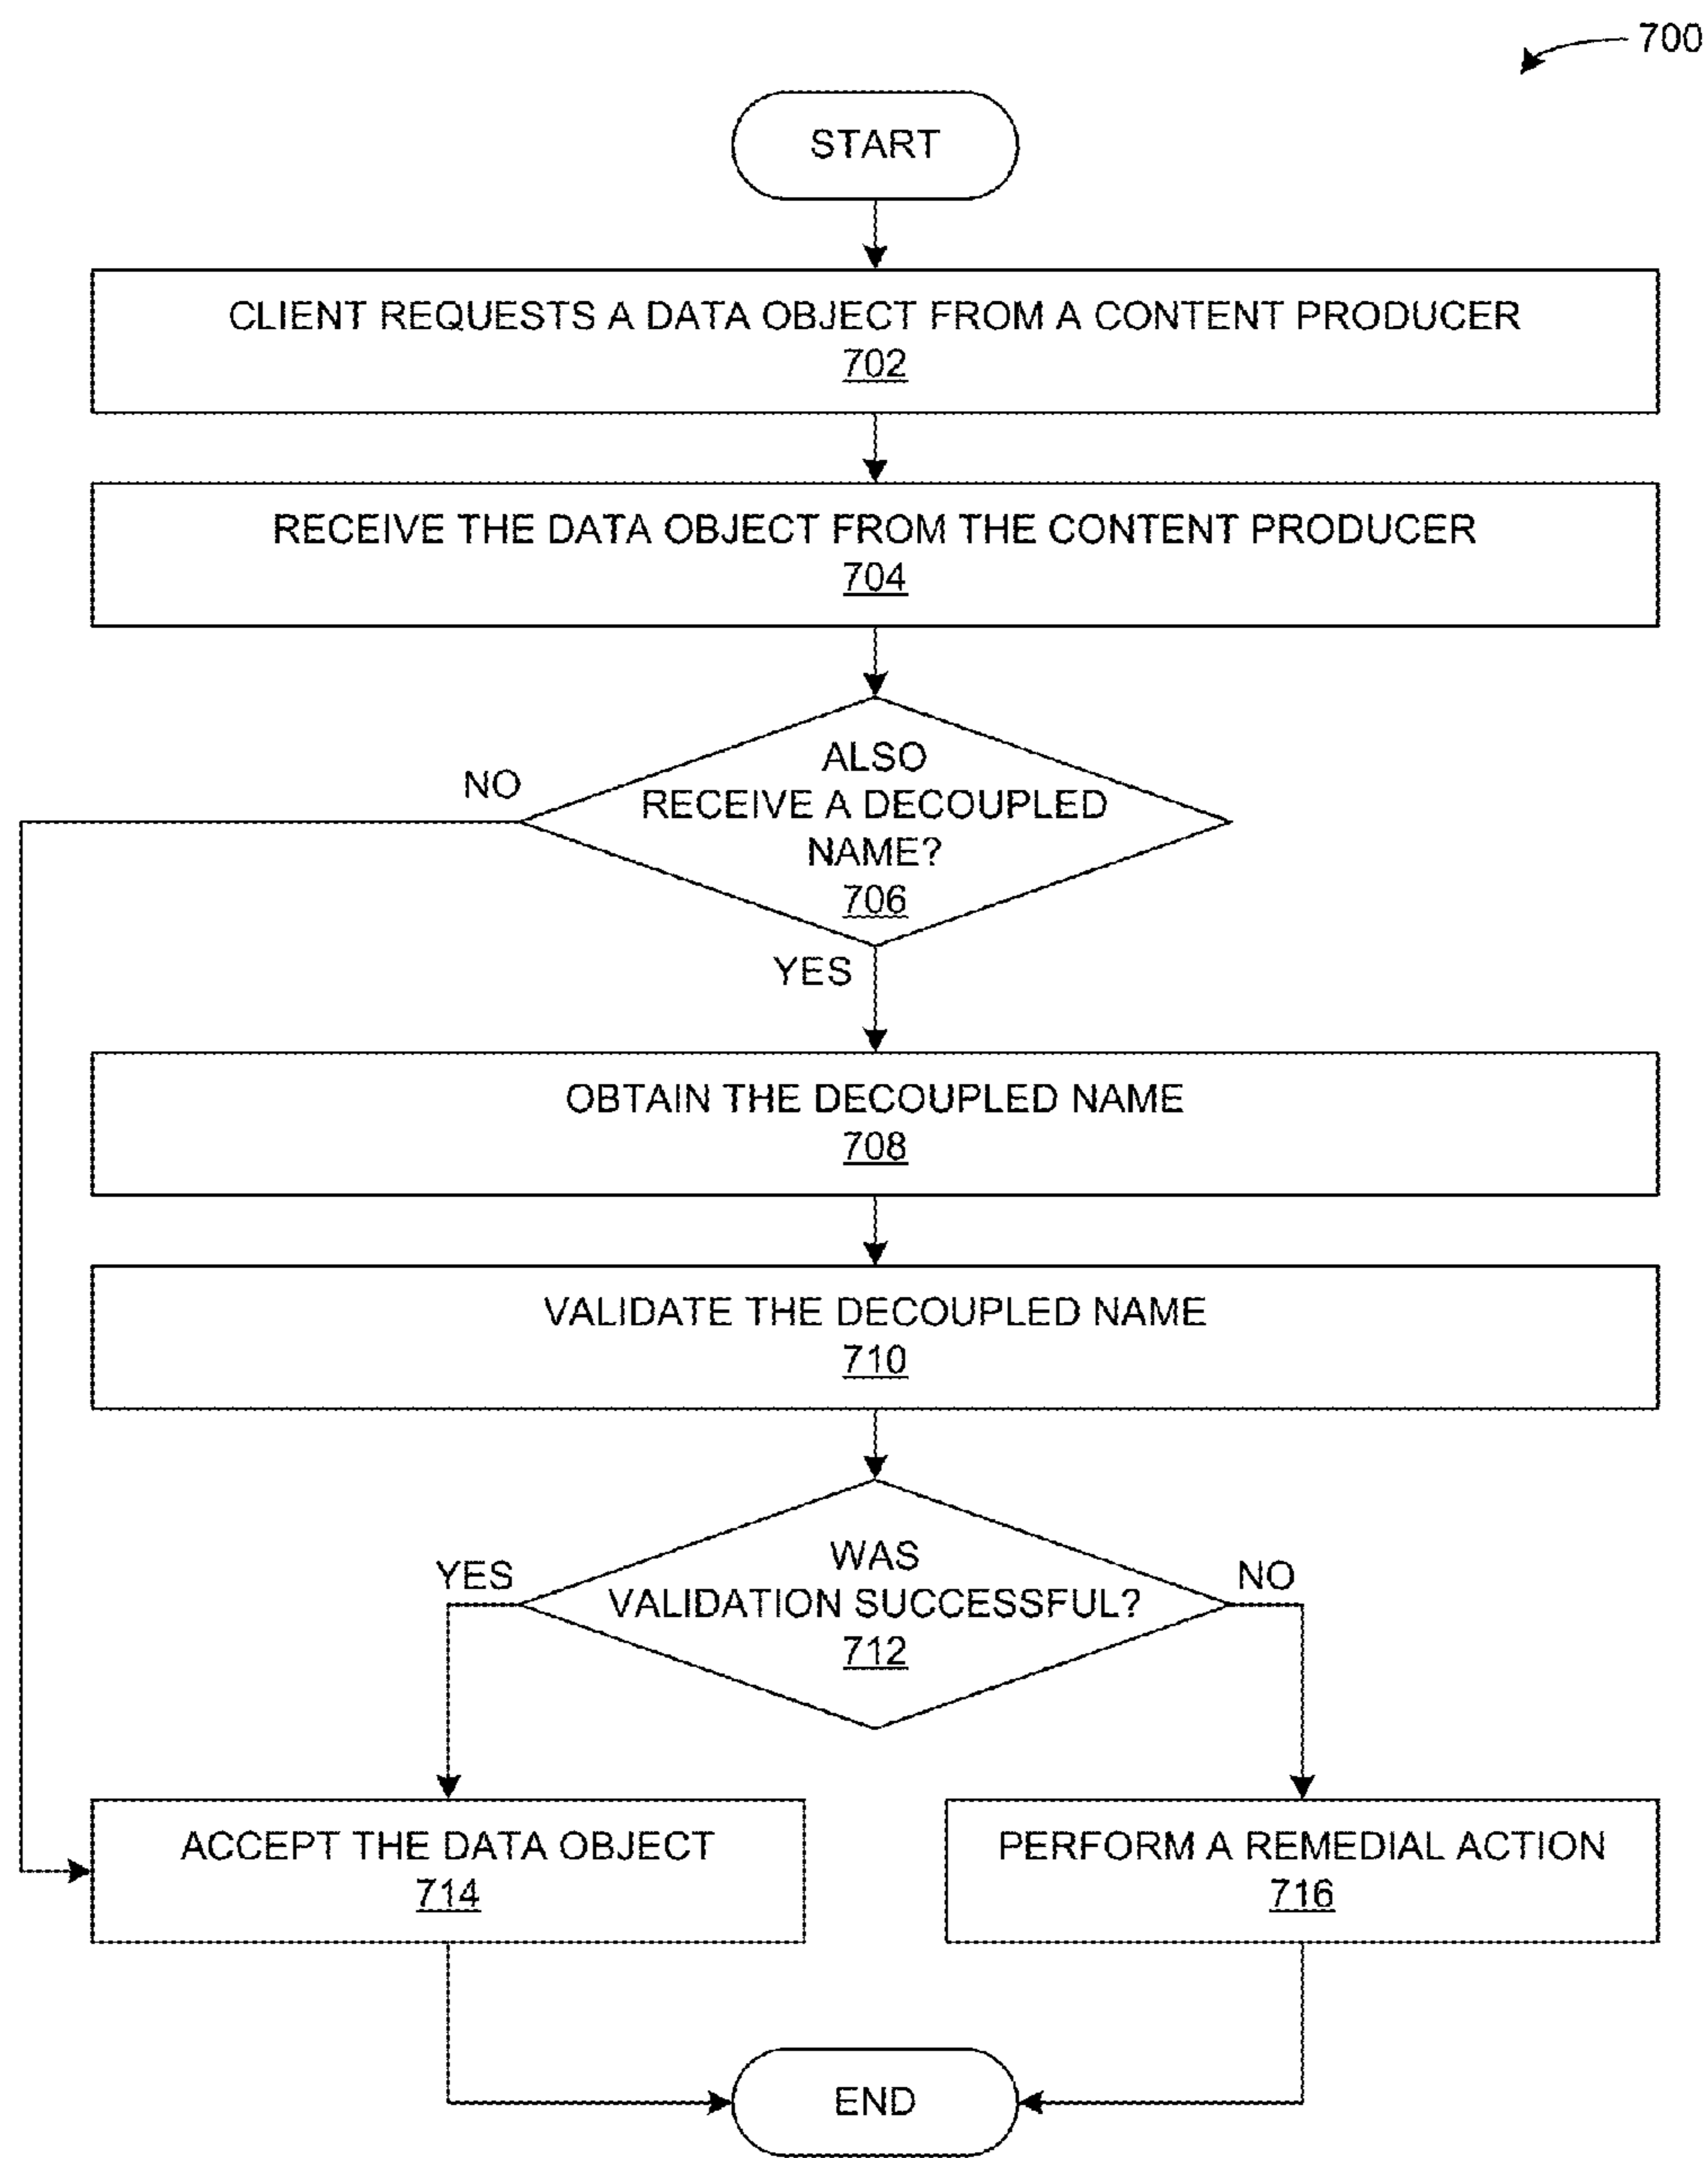 700
START
CLIENT REQUESTS A DATA OBJECT FROM A CONTENT PRODUCER
702
RECEIVE THE DATA OBJECT FROM THE CONTENT PRODUCER
704
ALSO
RECEIVE A DECOUPLED
NAME?
706
NO
YES
OBTAIN THE DECOUPLED NAME
708
VALIDATE THE DECOUPLED NAME
710
WAS
VALIDATION SUCCESSFUL?
712
YES
NO
ACCEPT THE DATA OBJECT
714
PERFORM A REMEDIAL ACTION
716
END